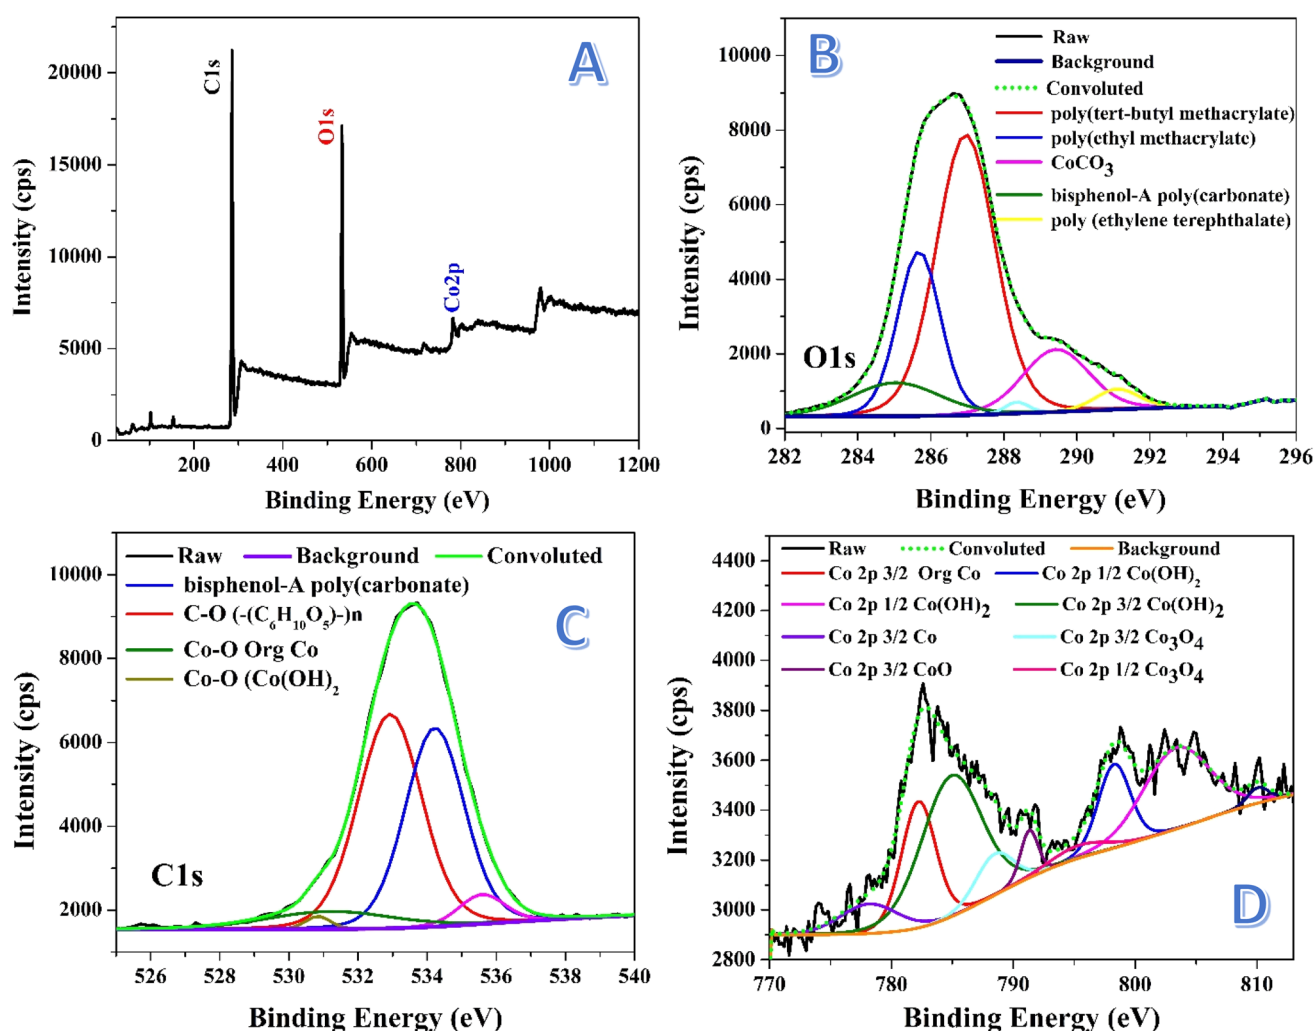 A
C1s
O1s
Co2p
20000
15000
10000
5000
0
200
400
600
800
1000
1200
Intensity (cps)
Binding Energy (eV)
B
Raw
Background
Convoluted
poly(tert-butyl methacrylate)
poly(ethyl methacrylate)
CoCO3
bisphenol-A poly(carbonate)
poly (ethylene terephthalate)
O1s
10000
8000
6000
4000
2000
0
282
284
286
288
290
292
294
296
Intensity (cps)
Binding Energy (eV)
Raw Background Convoluted
bisphenol-A poly(carbonate)
C-O (-(C6H10O5)-)n
Co-O Org Co
Co-O (Co(OH)2
C
C1s
10000
8000
6000
4000
2000
526
528
530
532
534
536
538
540
Intensity (cps)
Binding Energy (eV)
Raw Convoluted Background
Co 2p 3/2 Org Co Co 2p 1/2 Co(OH)2
Co 2p 1/2 Co(OH)2 Co 2p 3/2 Co(OH)2
Co 2p 3/2 Co Co 2p 3/2 Co3O4
Co 2p 3/2 CoO Co 2p 1/2 Co3O4
D
4400
4200
4000
3800
3600
3400
3200
3000
2800
770
780
790
800
810
Intensity (cps)
Binding Energy (eV)